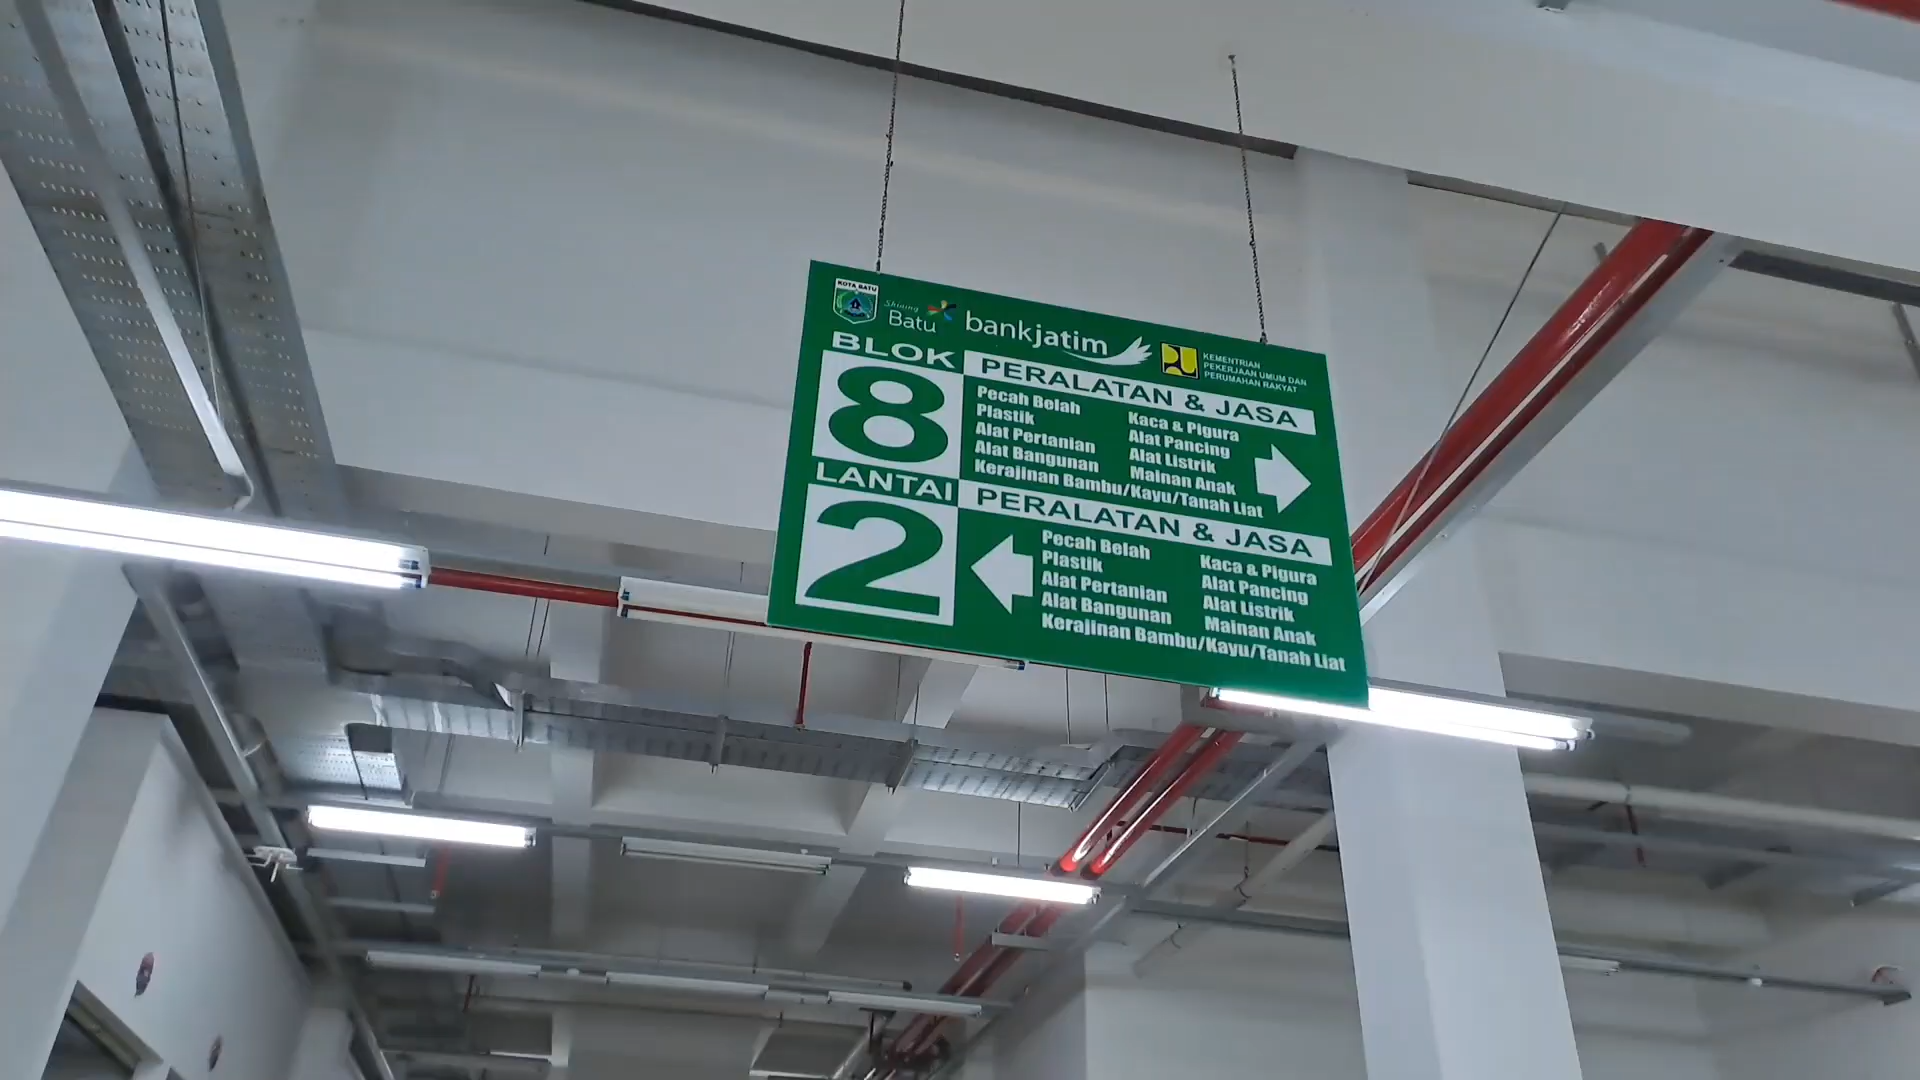 KOTA BATU
Shining
Batu
bankjatim
KEMENTRIAN
PEKERJAAN UMUM DAN
PERUMAHAN RAKYAT
BLOK
8
PERALATAN & JASA
Pecah Belah
Plastik
Alat Pertanian
Alat Bangunan
Kaca & Pigura
Alat Pancing
Alat Listrik
Mainan Anak
Kerajinan Bambu/Kayu/Tanah Liat
LANTAI
2
PERALATAN & JASA
Pecah Belah
Plastik
Alat Pertanian
Alat Bangunan
Kaca & Pigura
Alat Pancing
Alat Listrik
Mainan Anak
Kerajinan Bambu/Kayu/Tanah Liat